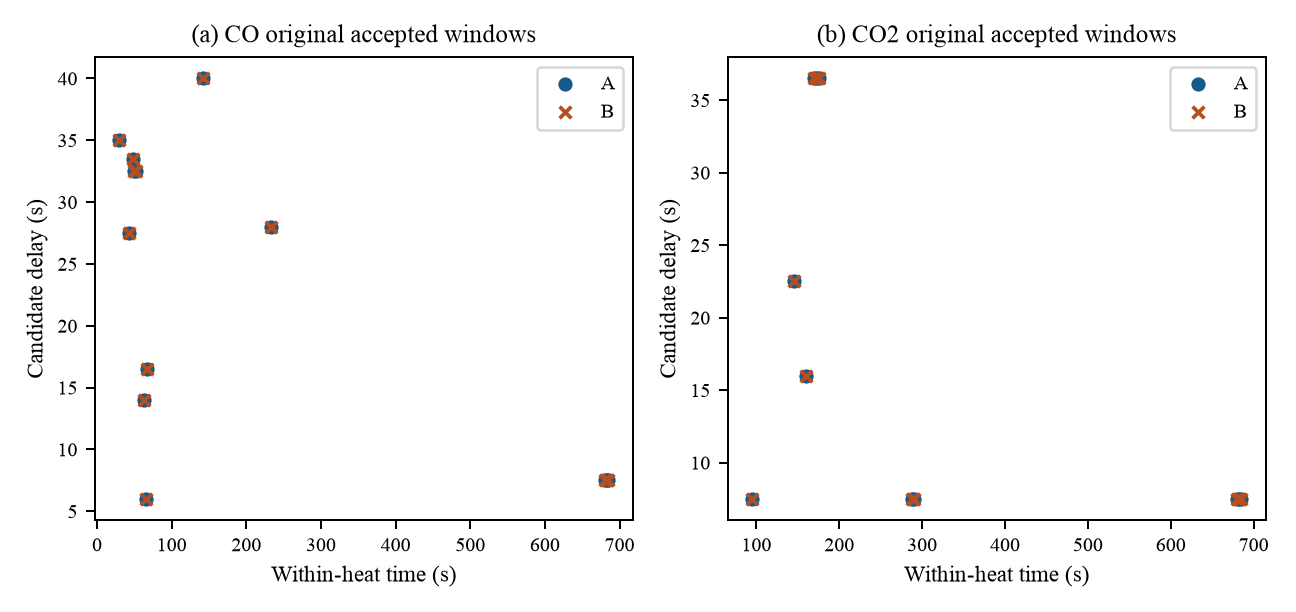 (a) CO original accepted windows
A
B
40
35
30
25
20
15
10
5
Candidate delay (s)
0
100
200
300
400
500
600
700
Within-heat time (s)
(b) CO2 original accepted windows
A
B
35
30
25
20
15
10
Candidate delay (s)
100
200
300
400
500
600
700
Within-heat time (s)